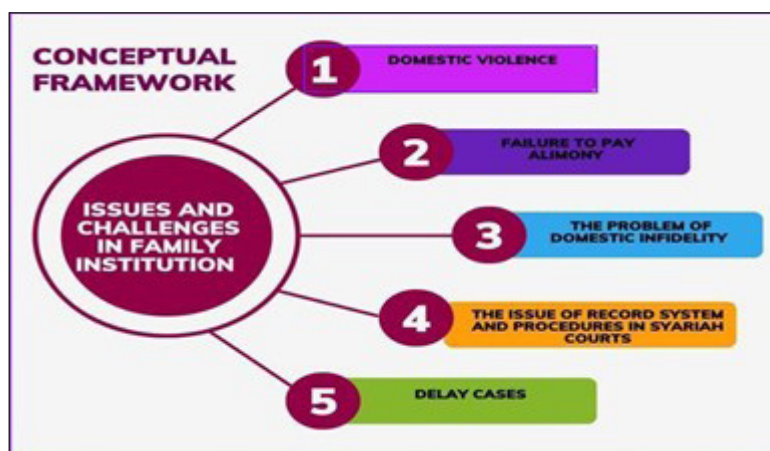 CONCEPTUAL
FRAMEWORK
1
DOMESTIC VIOLENCE
2
FAILURE TO PAY
ALIMONY
ISSUES AND
CHALLENGES
IN FAMILY
INSTITUTION
3
THE PROBLEM OF
DOMESTIC INFIDELITY
4
THE ISSUE OF RECORD SYSTEM
AND PROCEDURES IN SYARIAH
COURTS
5
DELAY CASES